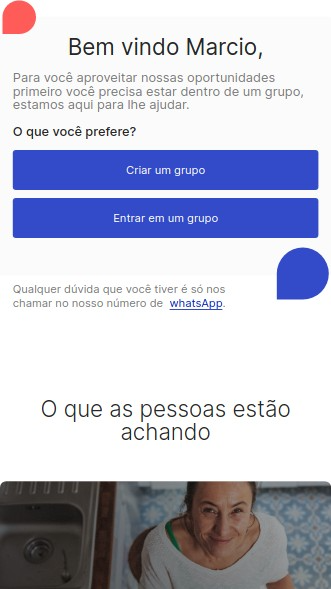 Bem vindo Marcio,
Para você aproveitar nossas oportunidades
primeiro você precisa estar dentro de um grupo,
estamos aqui para lhe ajudar.
O que você prefere?
Criar um grupo
Entrar em um grupo
Qualquer dúvida que você tiver é só nos
chamar no nosso número de whatsApp.
O que as pessoas estão
achando